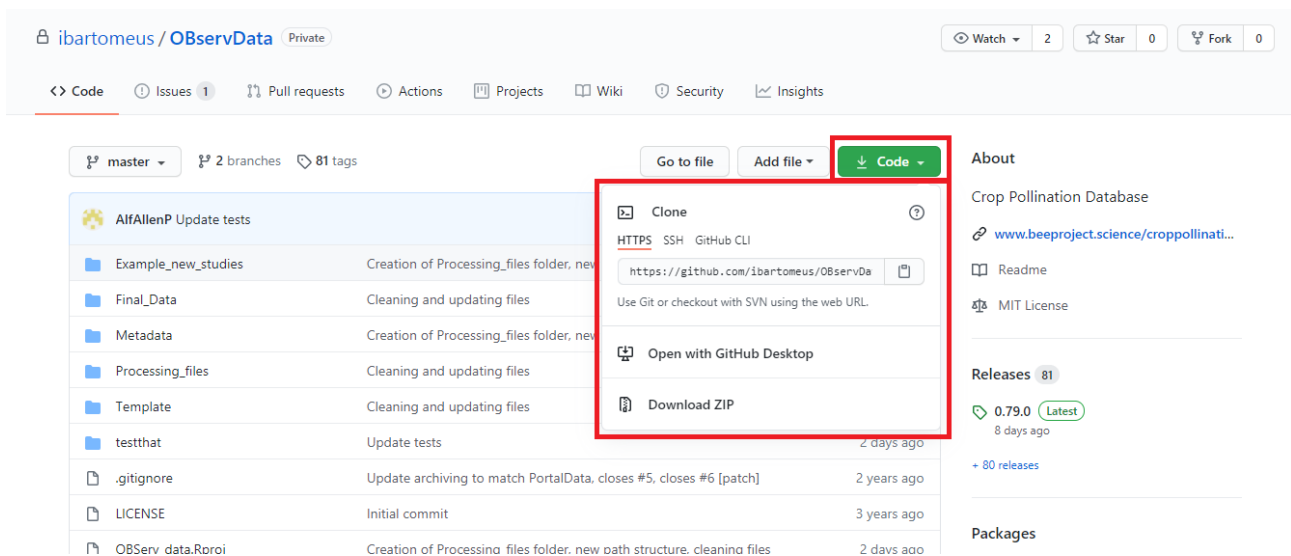 ibartomeus / OBservData Private
Watch 2 Star 0 Fork 0
Code Issues 1 Pull requests Actions Projects Wiki Security Insights
master 2 branches 81 tags Go to file Add file Code
AlfAllenP Update tests
Example_new_studies Creation of Processing_files folder, new
Final_Data Cleaning and updating files
Metadata Creation of Processing_files folder, new
Processing_files Cleaning and updating files
Template Cleaning and updating files
testthat Update tests 2 days ago
.gitignore Update archiving to match PortalData, closes #5, closes #6 [patch] 2 years ago
LICENSE Initial commit 3 years ago
OBServ_data.Rproj Creation of Processing_files folder, new path structure, cleaning files 2 days ago
Clone
HTTPS SSH GitHub CLI
https://github.com/ibartomeus/OBservDa
Use Git or checkout with SVN using the web URL.
Open with GitHub Desktop
Download ZIP
About
Crop Pollination Database
www.beeproject.science/croppollinati...
Readme
MIT License
Releases 81
0.79.0 Latest
8 days ago
+ 80 releases
Packages